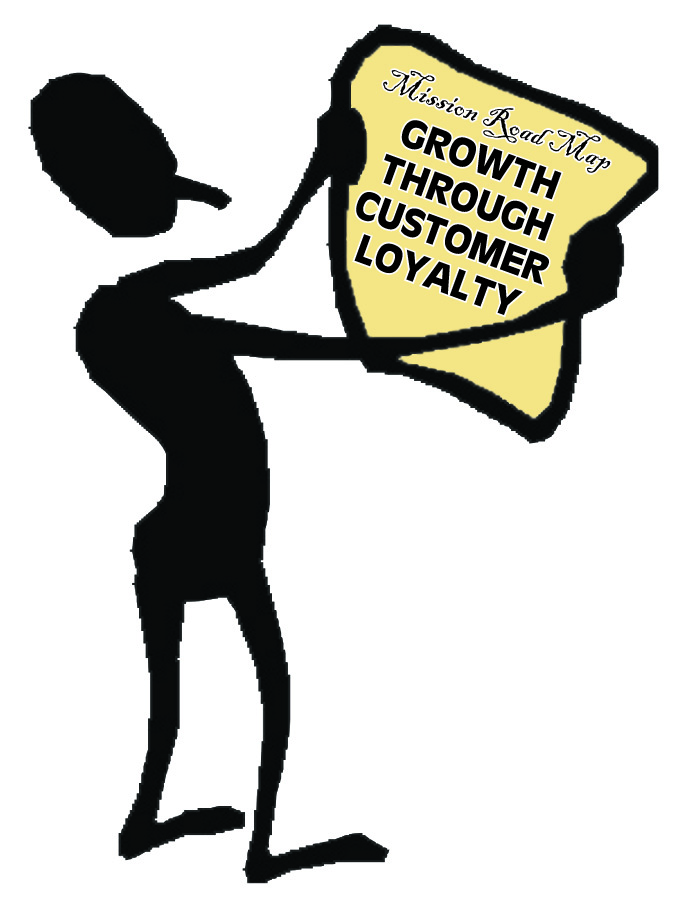 Mission Road Map
GROWTH
THROUGH
CUSTOMER
LOYALTY